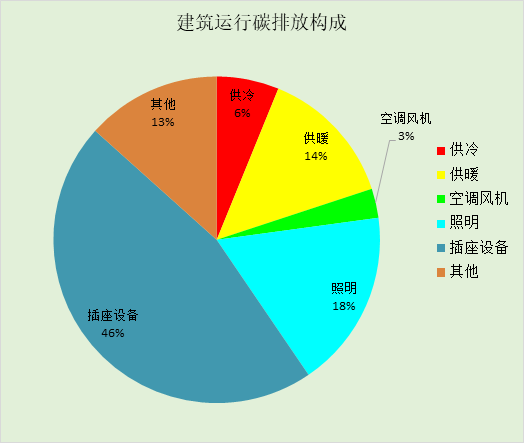 建筑运行碳排放构成
供冷
6%
供暖
14%
空调风机
3%
照明
18%
插座设备
46%
其他
13%
供冷
供暖
空调风机
照明
插座设备
其他